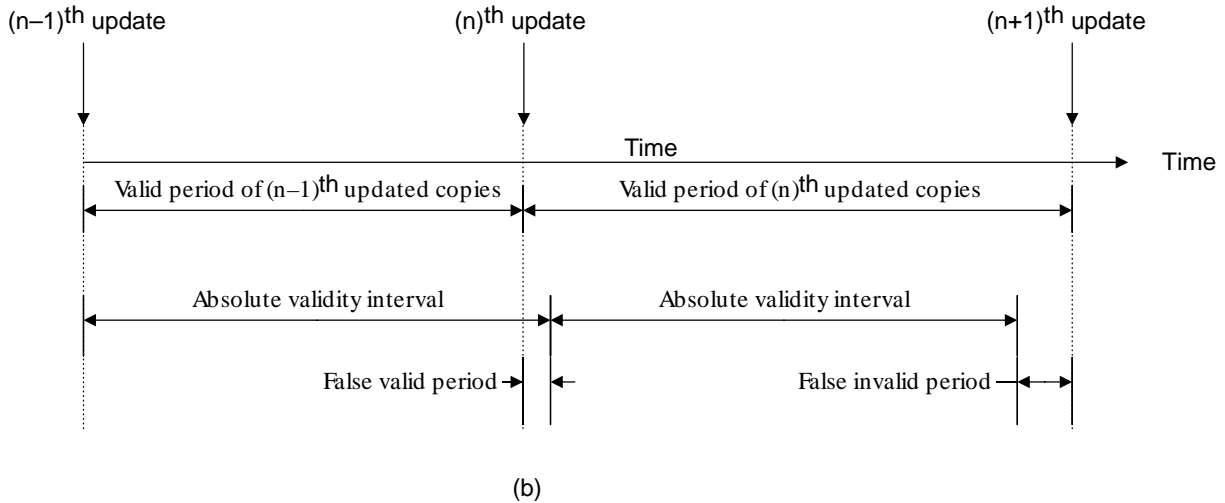 (n–1)th update (n)th update (n+1)th update
Time
Time
Valid period of (n–1)th updated copies Valid period of (n)th updated copies
Absolute validity interval Absolute validity interval
False valid period False invalid period
(b)